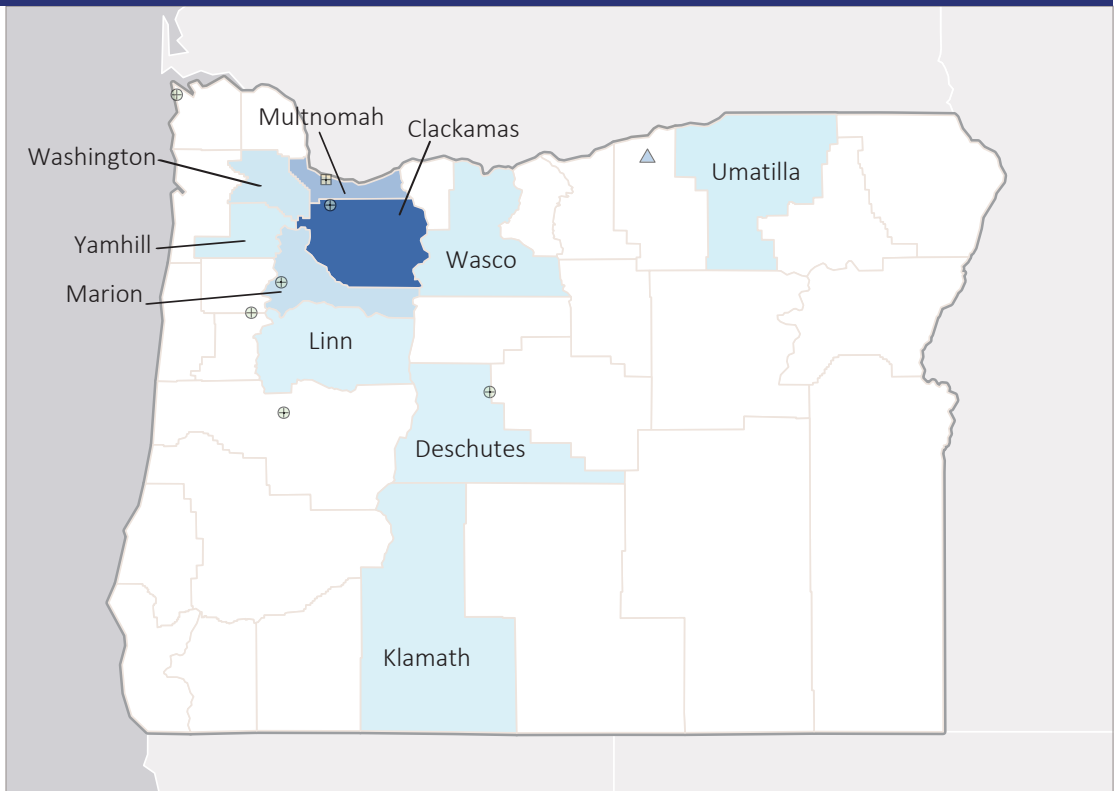 Multnomah
Clackamas
Washington
Umatilla
Yamhill
Wasco
Marion
Linn
Deschutes
Klamath